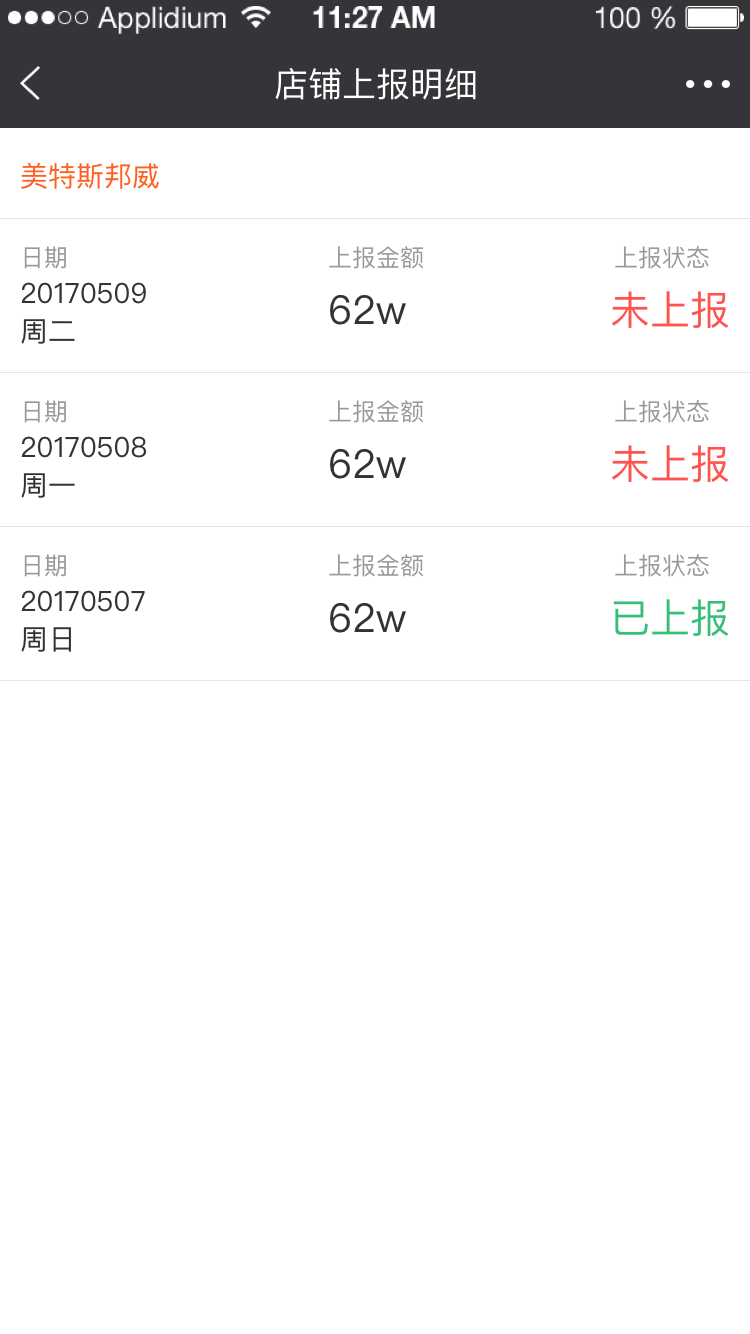 Applidium 11:27 AM 100 %
店铺上报明细
美特斯邦威
日期 上报金额 上报状态
20170509 62w 未上报
周二
日期 上报金额 上报状态
20170508 62w 未上报
周一
日期 上报金额 上报状态
20170507 62w 已上报
周日